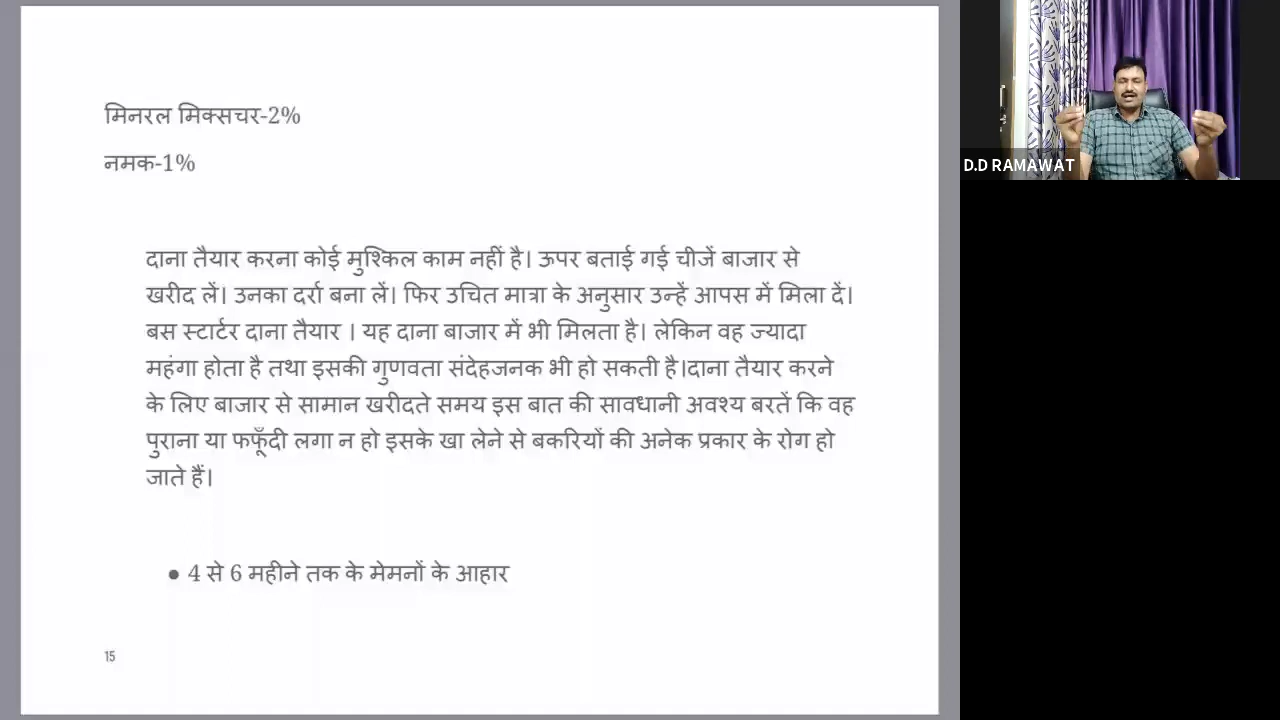 मिनरल मिक्सचर-2%
नमक-1%
दाना तैयार करना कोई मुश्किल काम नहीं है। ऊपर बताई गई चीजें बाजार से
खरीद लें। उनका दर्रा बना लें। फिर उचित मात्रा के अनुसार उन्हें आपस में मिला दें।
बस स्टार्टर दाना तैयार । यह दाना बाजार में भी मिलता है। लेकिन वह ज्यादा
महंगा होता है तथा इसकी गुणवता संदेहजनक भी हो सकती है।दाना तैयार करने
के लिए बाजार से सामान खरीदते समय इस बात की सावधानी अवश्य बरतें कि वह
पुराना या फफूँदी लगा न हो इसके खा लेने से बकरियों की अनेक प्रकार के रोग हो
जाते हैं।
● 4 से 6 महीने तक के मेमनों के आहार
15
D.D RAMAWAT